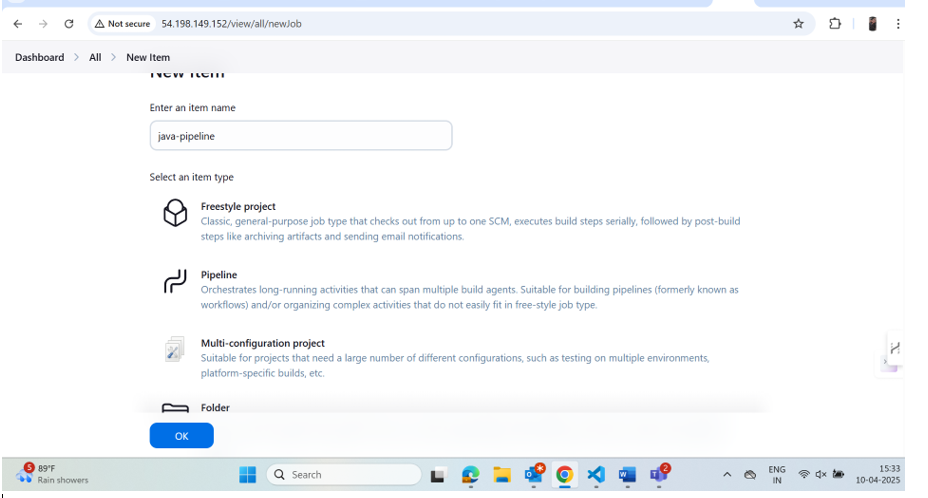 Not secure 54.198.149.152/view/all/newJob
Dashboard > All > New Item
New Item
Enter an item name
java-pipeline
Select an item type
Freestyle project
Classic, general-purpose job type that checks out from up to one SCM, executes build steps serially, followed by post-build
steps like archiving artifacts and sending email notifications.
Pipeline
Orchestrates long-running activities that can span multiple build agents. Suitable for building pipelines (formerly known as
workflows) and/or organizing complex activities that do not easily fit in free-style job type.
Multi-configuration project
Suitable for projects that need a large number of different configurations, such as testing on multiple environments,
platform-specific builds, etc.
Folder
OK
5 89°F
Rain showers
Search
2
ENG
IN
15:33
10-04-2025